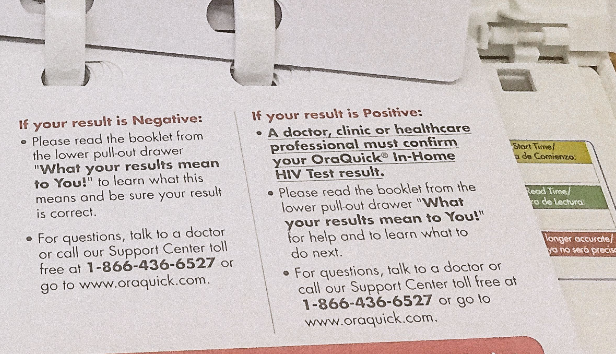 If your result is Negative:
• Please read the booklet from
the lower pull-out drawer
"What your results mean
to You!" to learn what this
means and be sure your result
is correct.
• For questions, talk to a doctor
or call our Support Center toll
free at 1-866-436-6527 or
go to www.oraquick.com.
If your result is Positive:
• A doctor, clinic or healthcare
professional must confirm
your OraQuick® In-Home
HIV Test result.
• Please read the booklet from the
lower pull-out drawer "What
your results mean to You!"
for help and to learn what to
do next.
• For questions, talk to a doctor or
call our Support Center toll free at
1-866-436-6527 or go to
www.oraquick.com.
Start Time/
a de Comienzo:
Read Time/
ra de Lectura:
longer accurate/
ya no será preciso